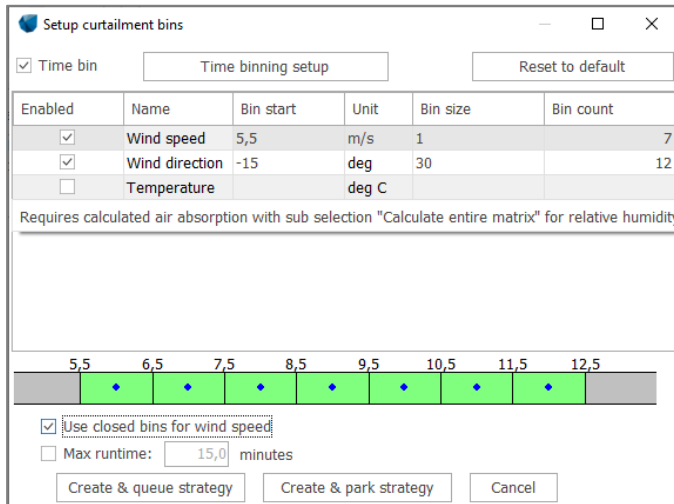 Setup curtailment bins
Time bin Time binning setup Reset to default
Enabled Name Bin start Unit Bin size Bin count
Wind speed 5,5 m/s 1 7
Wind direction -15 deg 30 12
Temperature deg C
Requires calculated air absorption with sub selection "Calculate entire matrix" for relative humidity
5,5 6,5 7,5 8,5 9,5 10,5 11,5 12,5
Use closed bins for wind speed
Max runtime: 15,0 minutes
Create & queue strategy Create & park strategy Cancel